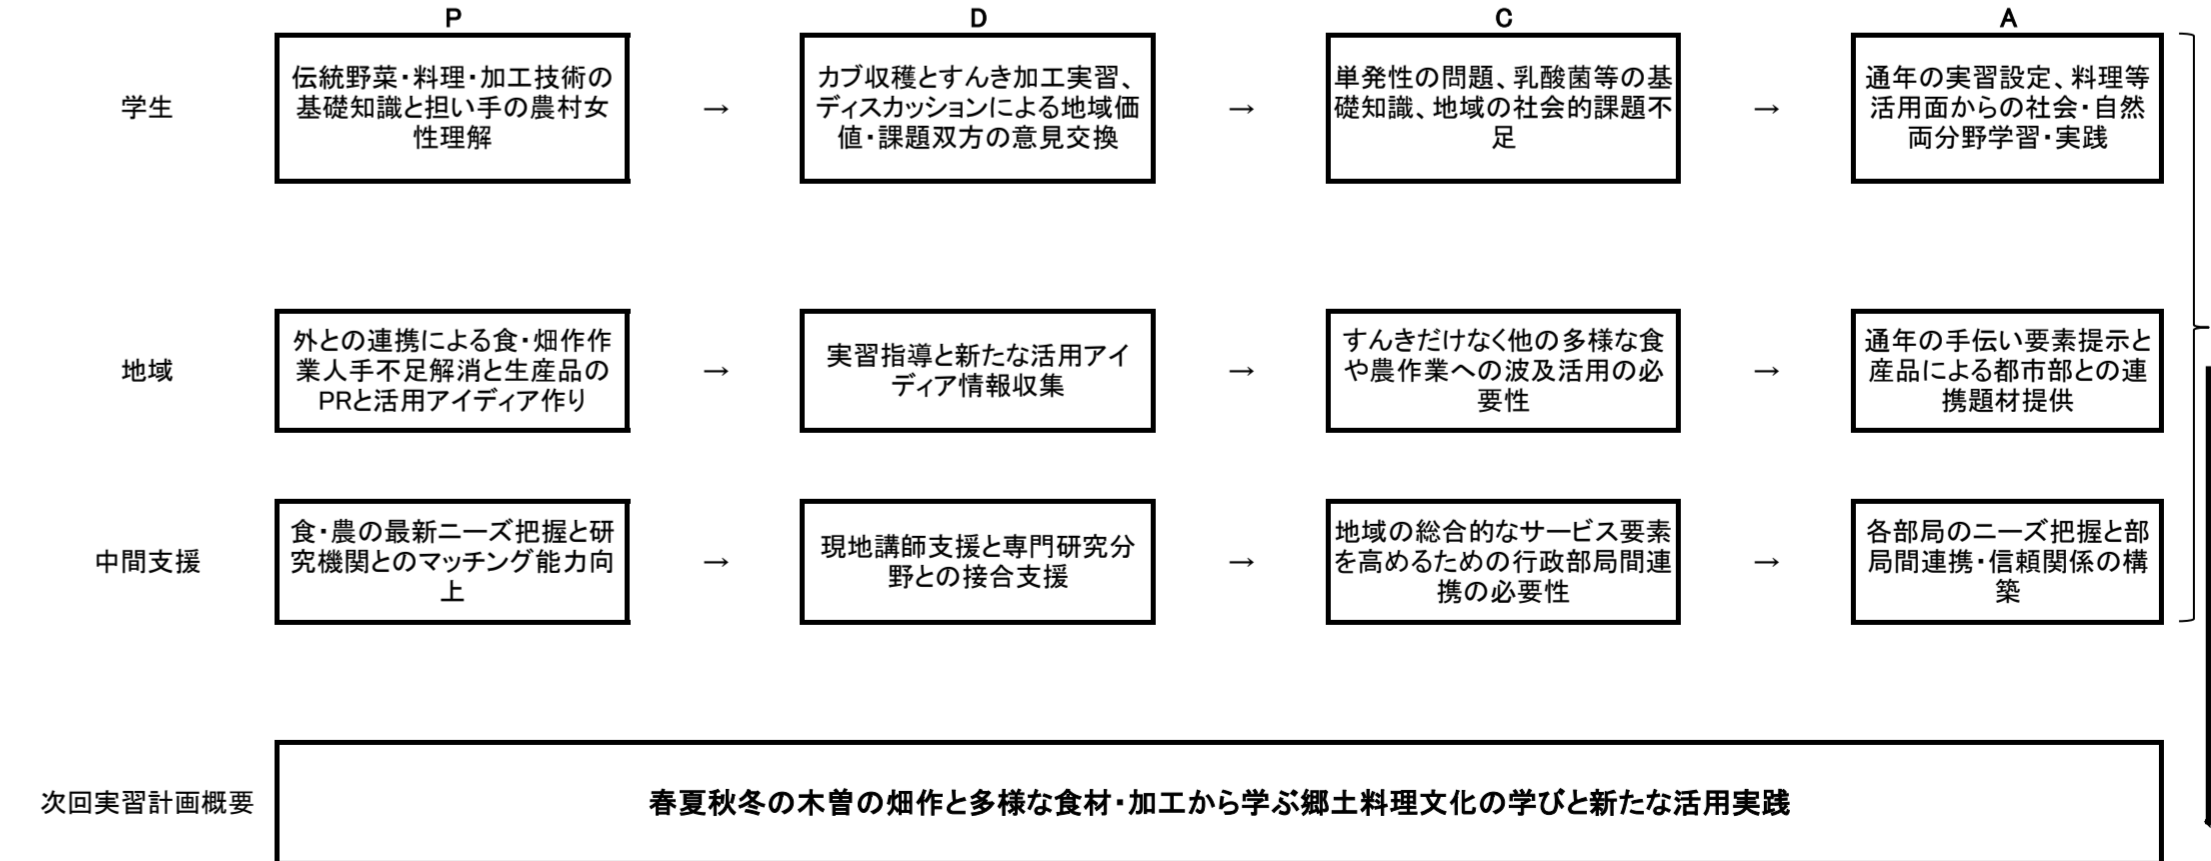 P D C A
学生
伝統野菜・料理・加工技術の
基礎知識と担い手の農村女
性理解
→
カブ収穫とすんき加工実習、
ディスカッションによる地域価
値・課題双方の意見交換
→
単発性の問題、乳酸菌等の基
礎知識、地域の社会的課題不
足
→
通年の実習設定、料理等
活用面からの社会・自然
両分野学習・実践
地域
外との連携による食・畑作作
業人手不足解消と生産品の
PRと活用アイディア作り
→
実習指導と新たな活用アイ
ディア情報収集
→
すんきだけなく他の多様な食
や農作業への波及活用の必
要性
→
通年の手伝い要素提示と
産品による都市部との連
携題材提供
中間支援
食・農の最新ニーズ把握と研
究機関とのマッチング能力向
上
→
現地講師支援と専門研究分
野との接合支援
→
地域の総合的なサービス要素
を高めるための行政部局間連
携の必要性
→
各部局のニーズ把握と部
局間連携・信頼関係の構
築
次回実習計画概要
春夏秋冬の木曽の畑作と多様な食材・加工から学ぶ郷土料理文化の学びと新たな活用実践